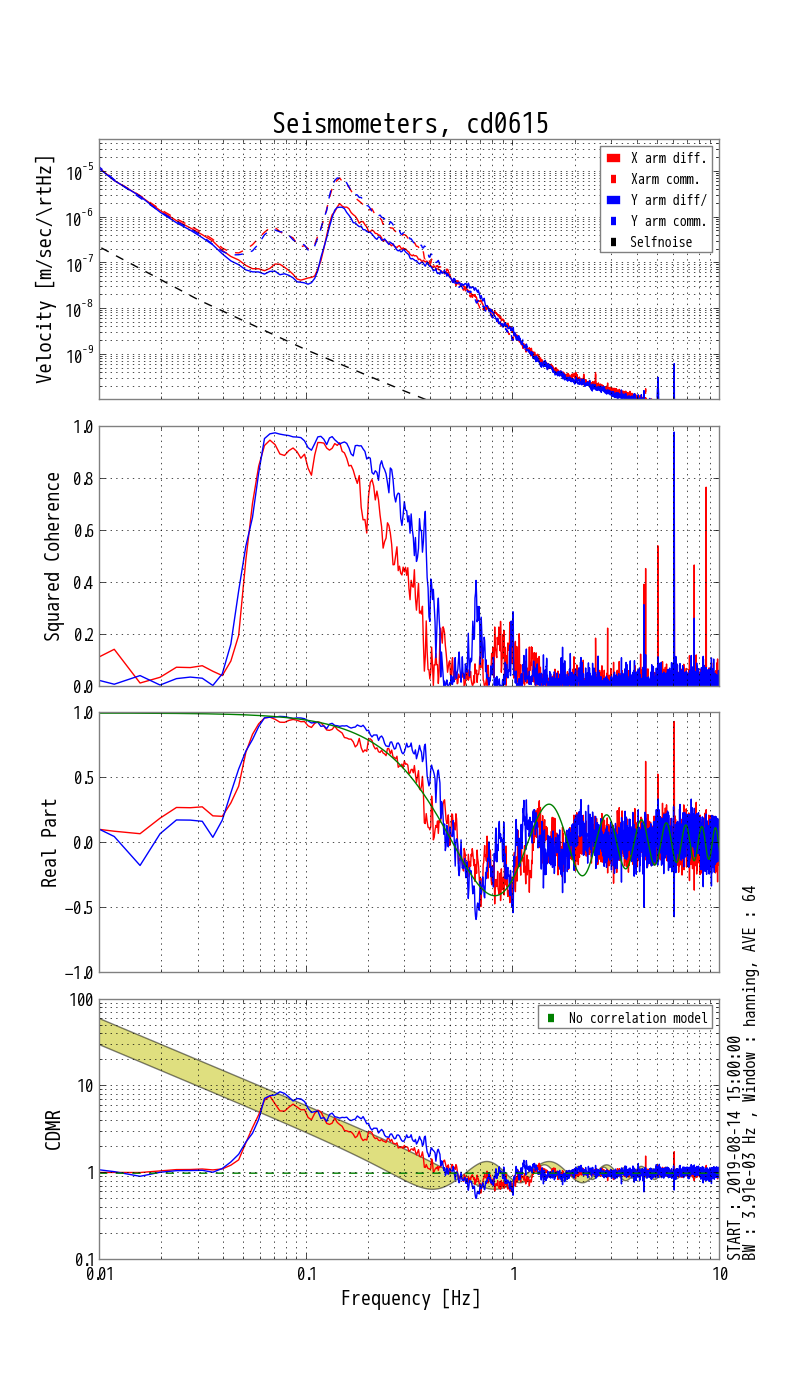 Seismometers, cd0615
Velocity [m/sec/\rtHz]
10⁻⁵
10⁻⁶
10⁻⁷
10⁻⁸
10⁻⁹
X arm diff.
Xarm comm.
Y arm diff/
Y arm comm.
Selfnoise
Squared Coherence
1.0
0.8
0.6
0.4
0.2
0.0
Real Part
1.0
0.5
0.0
−0.5
−1.0
CDMR
100
10
1
0.1
No correlation model
0.01
0.1
1
10
Frequency [Hz]
START : 2019-08-14 15:00:00
BW : 3.91e-03 Hz , Window : hanning, AVE : 64